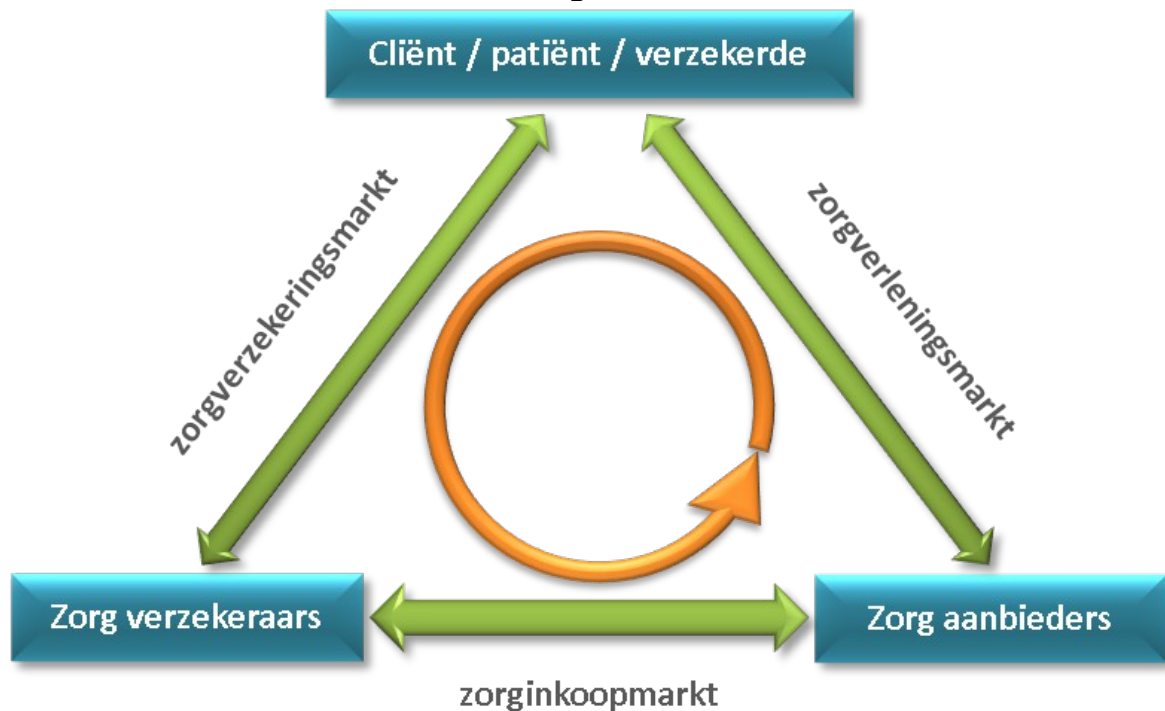 Cliënt / patiënt / verzekerde
zorgverzekeringsmarkt
zorgverleningsmarkt
Zorg verzekeraars
Zorg aanbieders
zorginkoopmarkt